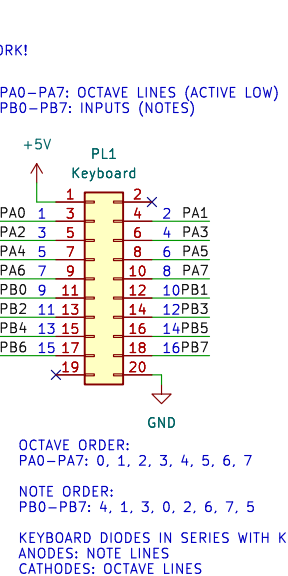 ORK!
PA0-PA7: OCTAVE LINES (ACTIVE LOW)
PB0-PB7: INPUTS (NOTES)
+5V
PL1
Keyboard
1 2
PA0 1 3 4 2 PA1
PA2 3 5 6 4 PA3
PA4 5 7 8 6 PA5
PA6 7 9 10 8 PA7
PB0 9 11 12 10 PB1
PB2 11 13 14 12 PB3
PB4 13 15 16 14 PB5
PB6 15 17 18 16 PB7
19 20
GND
OCTAVE ORDER:
PA0-PA7: 0, 1, 2, 3, 4, 5, 6, 7
NOTE ORDER:
PB0-PB7: 4, 1, 3, 0, 2, 6, 7, 5
KEYBOARD DIODES IN SERIES WITH K
ANODES: NOTE LINES
CATHODES: OCTAVE LINES